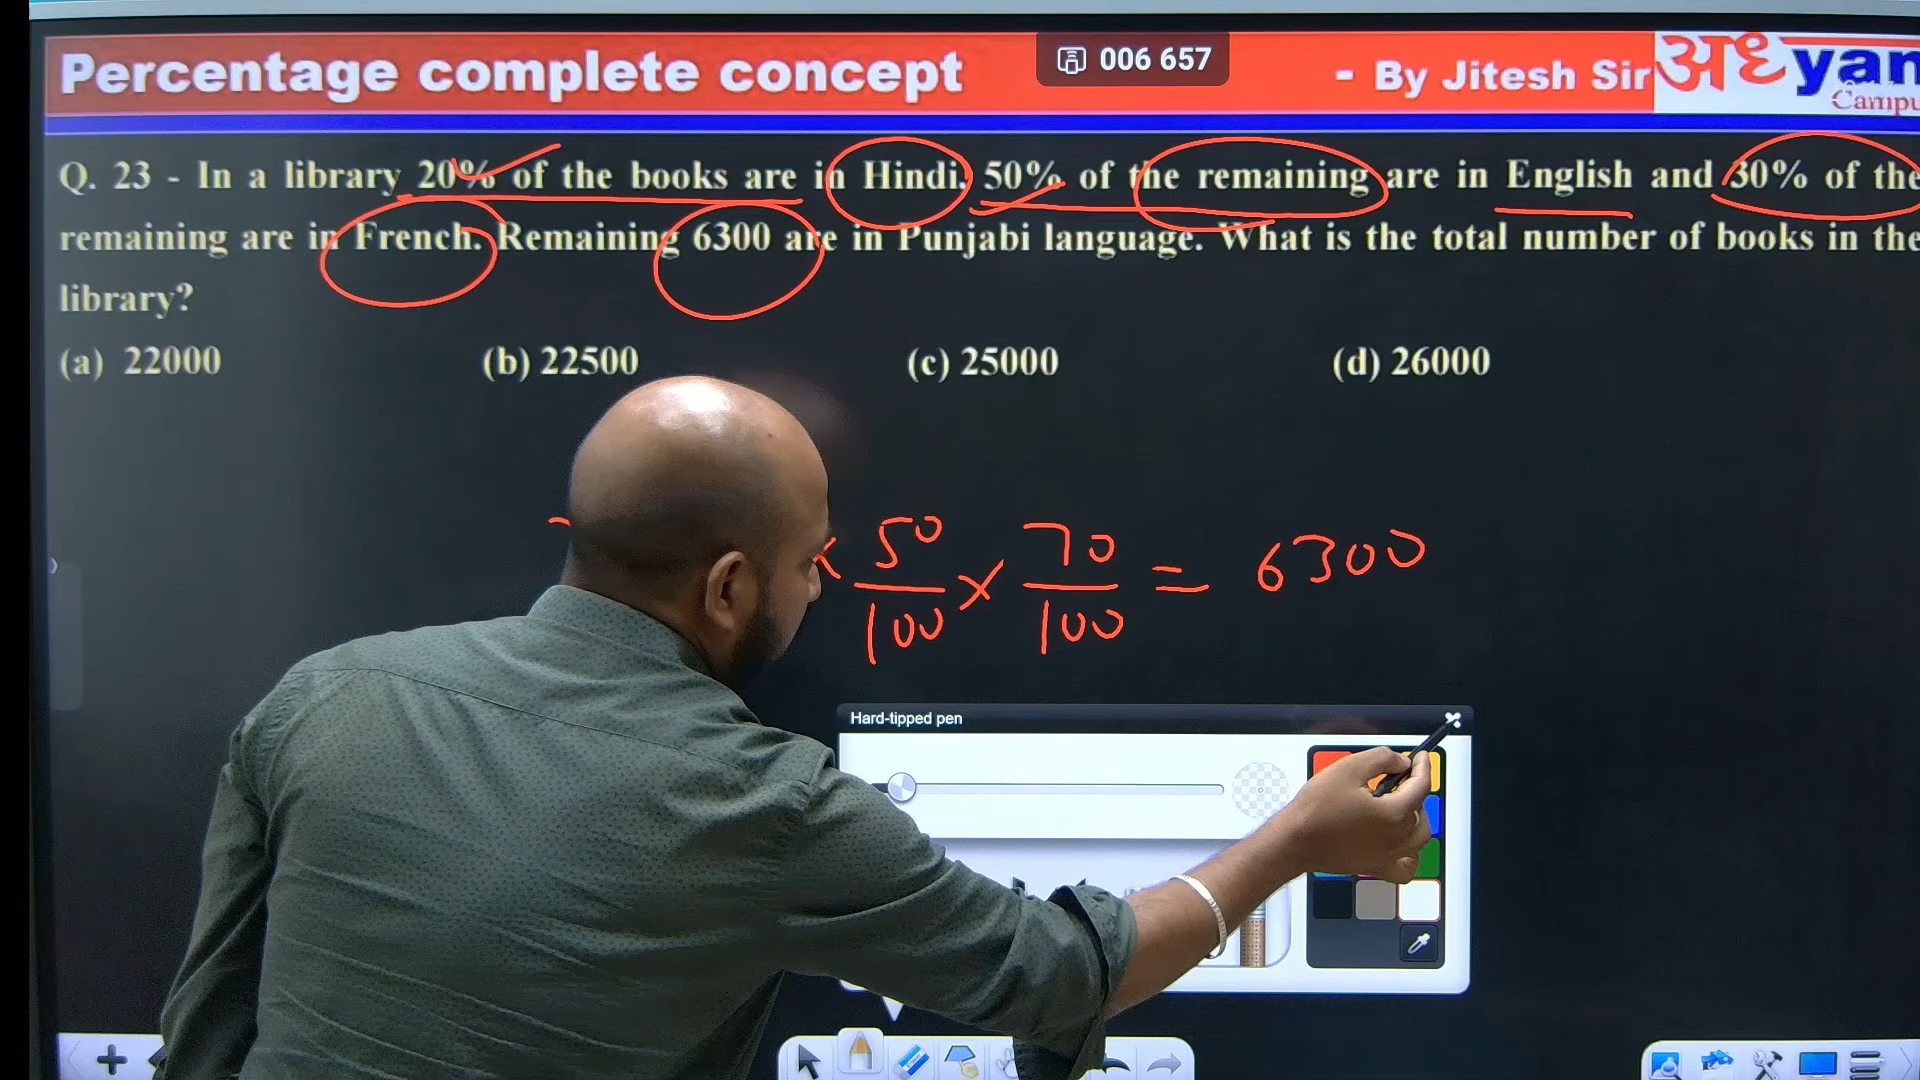 Percentage complete concept
006 657
- By Jitesh Sir
अध्yan
Campu
Q. 23 - In a library 20% of the books are in Hindi. 50% of the remaining are in English and 30% of the
remaining are in French. Remaining 6300 are in Punjabi language. What is the total number of books in the
library?
(a) 22000 (b) 22500 (c) 25000 (d) 26000
× 50/100 × 70/100 = 6300
Hard-tipped pen